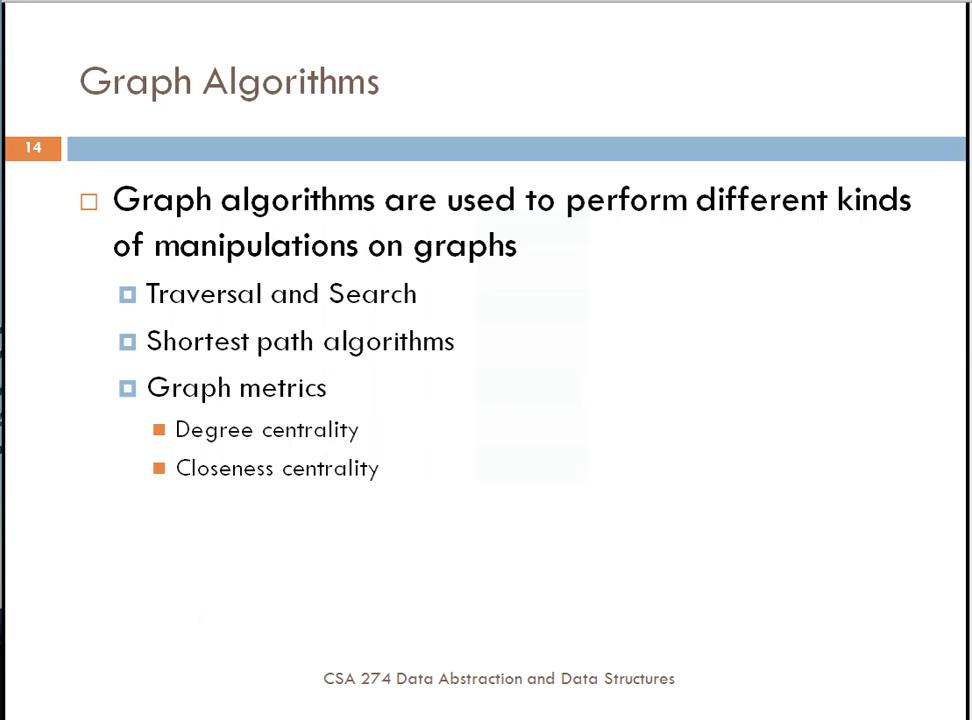 Graph Algorithms
14
Graph algorithms are used to perform different kinds
of manipulations on graphs
Traversal and Search
Shortest path algorithms
Graph metrics
Degree centrality
Closeness centrality
CSA 274 Data Abstraction and Data Structures